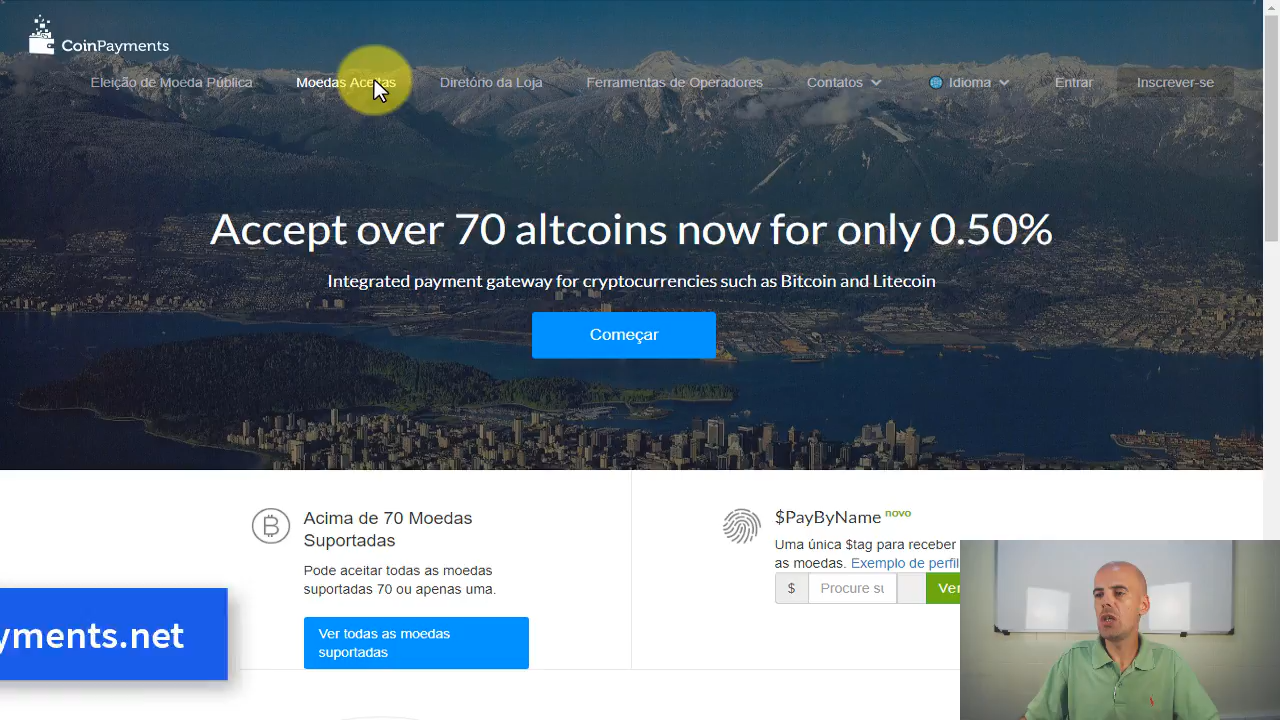 CoinPayments
Eleição de Moeda Pública Moedas Aceitas Diretório da Loja Ferramentas de Operadores Contatos Idioma Entrar Inscrever-se
Accept over 70 altcoins now for only 0.50%
Integrated payment gateway for cryptocurrencies such as Bitcoin and Litecoin
Começar
Acima de 70 Moedas
Suportadas
Pode aceitar todas as moedas
suportadas 70 ou apenas uma.
Ver todas as moedas
suportadas
$PayByName novo
Uma única $tag para receber
as moedas. Exemplo de perfil
$ Procure su Ver
yments.net